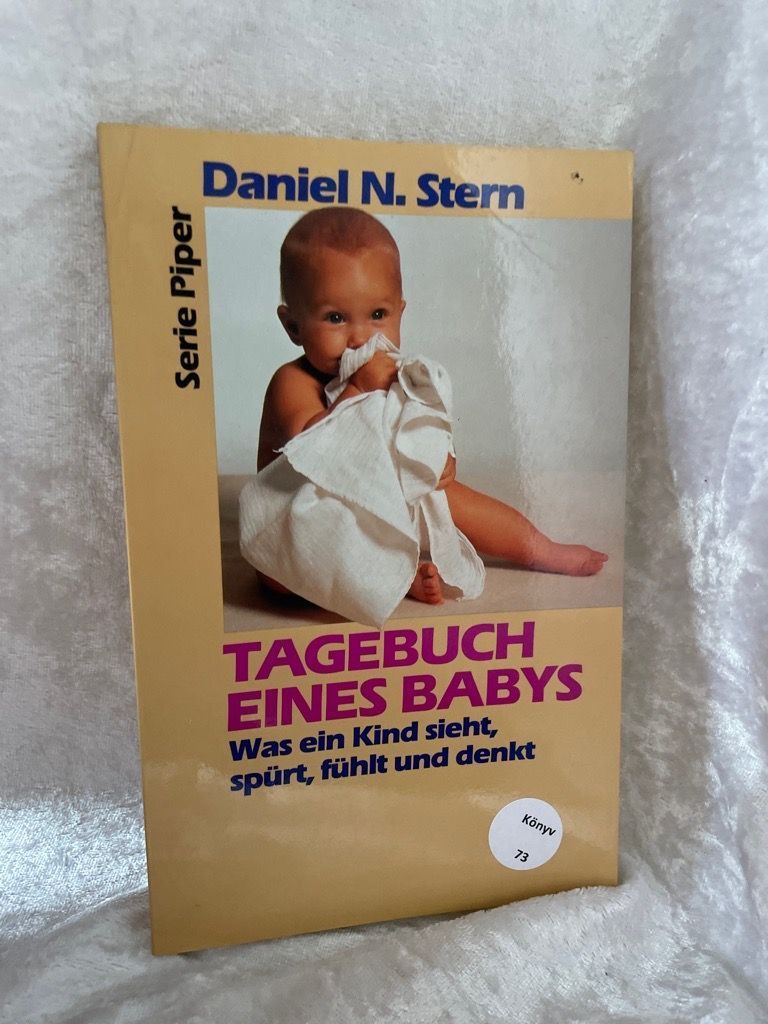 Daniel N. Stern
Serie Piper
TAGEBUCH
EINES BABYS
Was ein Kind sieht,
spürt, fühlt und denkt
Könyv
73